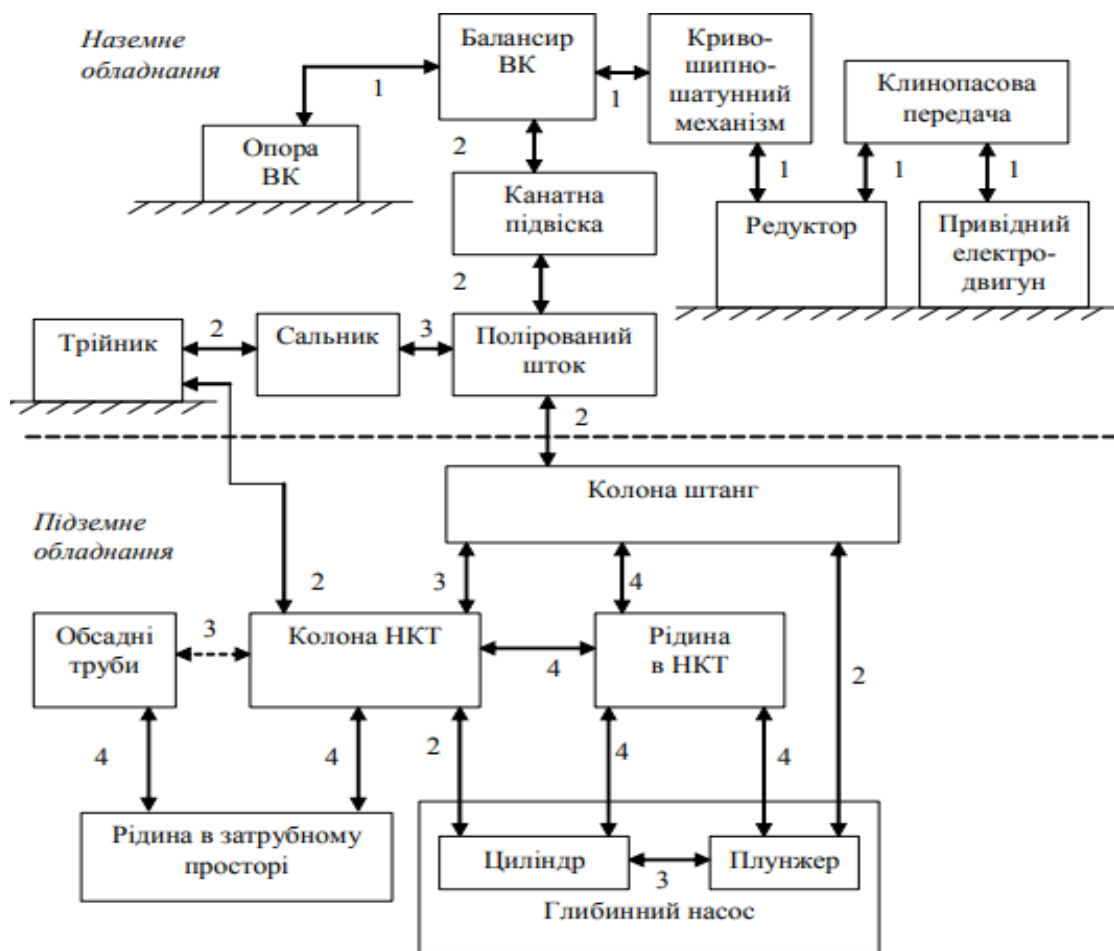 Наземне
обладнання
Балансир
ВК
Криво-
шипно-
шатунний
механізм
Клинопасова
передача
1
1
Опора
ВК
2
1
1
1
Канатна
підвіска
Редуктор
Привідний
електро-
двигун
2
Трійник
2
Сальник
3
Полірований
шток
2
Колона штанг
Підземне
обладнання
2
3
4
Обсадні
труби
3
Колона НКТ
4
Рідина
в НКТ
2
4
4
2
4
4
Рідина в затрубному
просторі
Циліндр
3
Плунжер
Глибинний насос